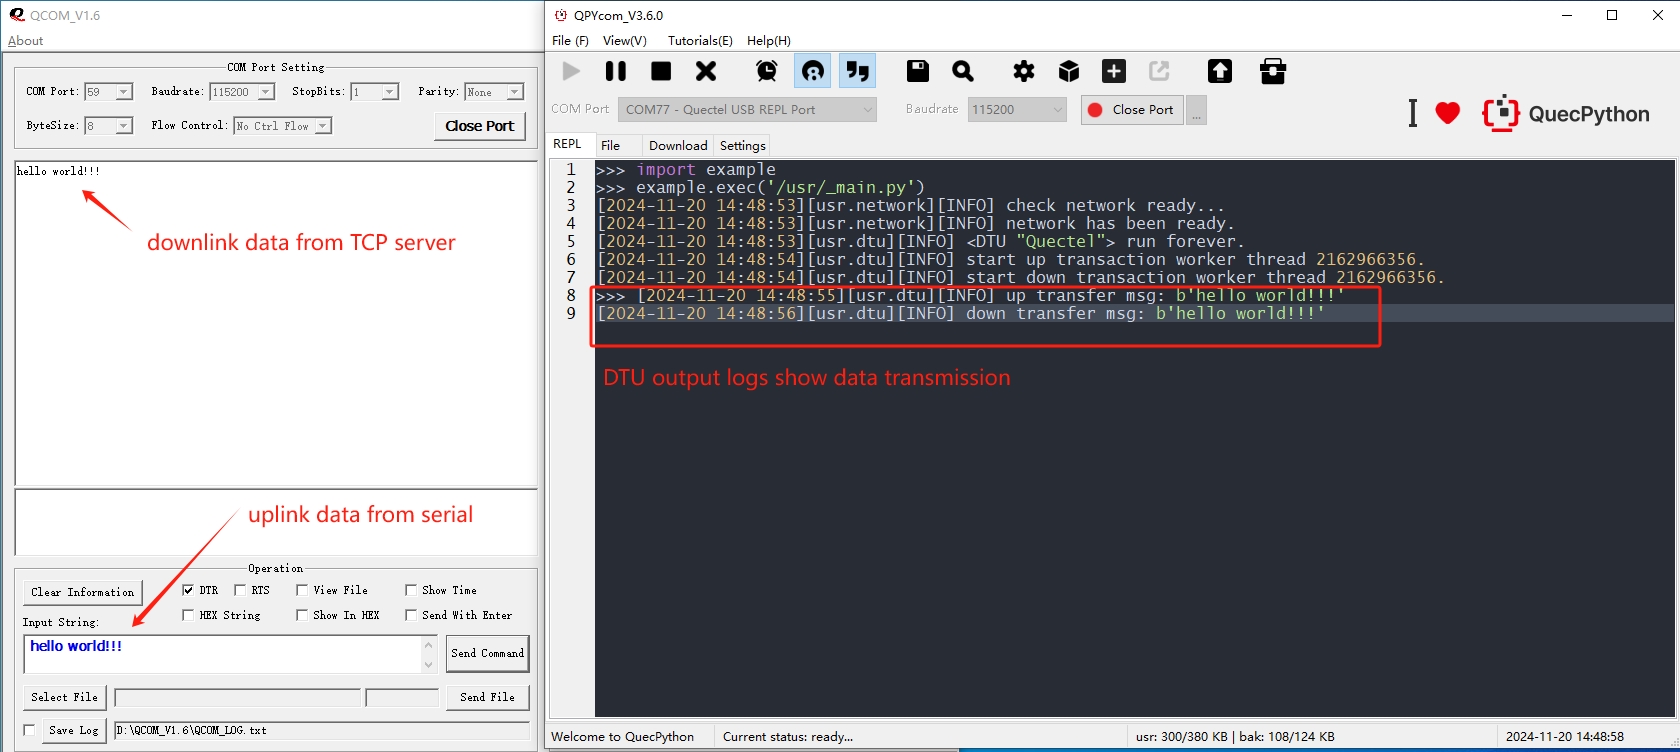 QCOM_V1.6
About
COM Port Setting
COM Port: 59 Baudrate: 115200 StopBits: 1 Parity: None
ByteSize: 8 Flow Control: No Ctrl Flow Close Port
hello world!!!
downlink data from TCP server
uplink data from serial
Operation
Clear Information DTR RTS View File Show Time
HEX String Show In HEX Send With Enter
Input String:
hello world!!!
Send Command
Select File Send File
Save Log D:\QCOM_V1.6\QCOM_LOG.txt
QPYcom_V3.6.0
File (F) View(V) Tutorials(E) Help(H)
COM Port COM77 - Quectel USB REPL Port Baudrate 115200 Close Port ...
I QuecPython
REPL File Download Settings
1 >>> import example
2 >>> example.exec('/usr/_main.py')
3 [2024-11-20 14:48:53][usr.network][INFO] check network ready...
4 [2024-11-20 14:48:53][usr.network][INFO] network has been ready.
5 [2024-11-20 14:48:53][usr.dtu][INFO] <DTU "Quectel"> run forever.
6 [2024-11-20 14:48:54][usr.dtu][INFO] start up transaction worker thread 2162966356.
7 [2024-11-20 14:48:54][usr.dtu][INFO] start down transaction worker thread 2162966356.
8 >>> [2024-11-20 14:48:55][usr.dtu][INFO] up transfer msg: b'hello world!!!'
9 [2024-11-20 14:48:56][usr.dtu][INFO] down transfer msg: b'hello world!!!'
DTU output logs show data transmission
Welcome to QuecPython Current status: ready... usr: 300/380 KB | bak: 108/124 KB 2024-11-20 14:48:58